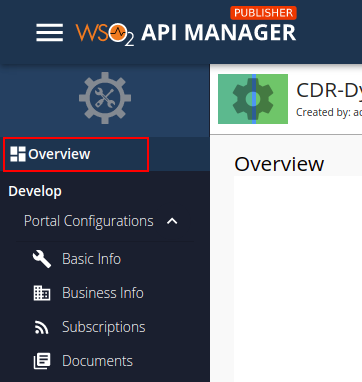 PUBLISHER
WSO2 API MANAGER
CDR-Dy
Created by: ac
Overview
Overview
Develop
Portal Configurations
Basic Info
Business Info
Subscriptions
Documents